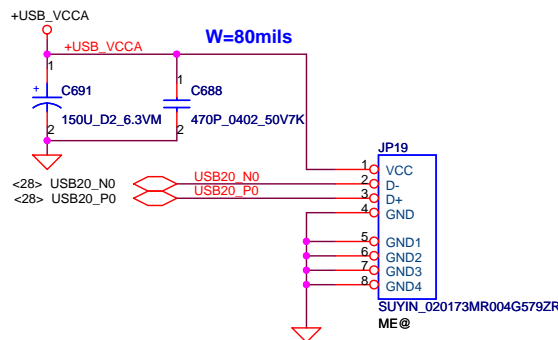 +USB_VCCA
+USB_VCCA
W=80mils
1
C691
+
150U_D2_6.3VM
2
1
C688
470P_0402_50V7K
2
JP19
<28> USB20_N0
USB20_N0
<28> USB20_P0
USB20_P0
1 VCC
2 D-
3 D+
4 GND
5 GND1
6 GND2
7 GND3
8 GND4
SUYIN_020173MR004G579ZR
ME@